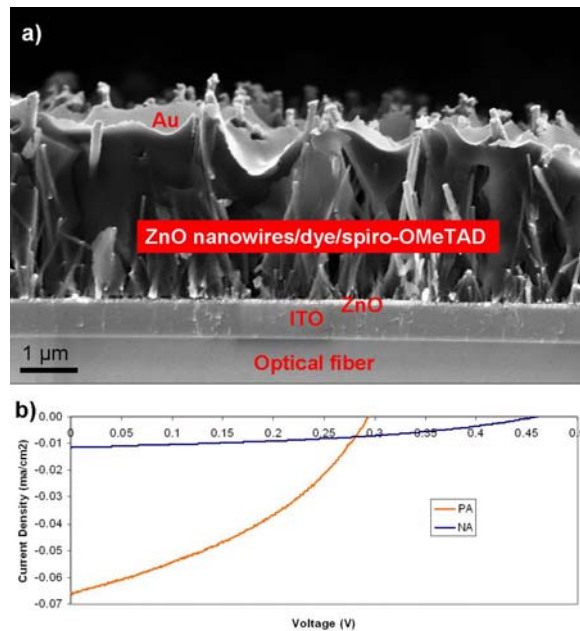 a)
Au
ZnO nanowires/dye/spiro-OMeTAD
ZnO
ITO
1 µm
Optical fiber
b)
0.00
-0.01
-0.02
-0.03
-0.04
-0.05
-0.06
-0.07
0 0.05 0.1 0.15 0.2 0.25 0.3 0.35 0.4 0.45 0.5
Current Density (ma/cm2)
PA
NA
Voltage (V)